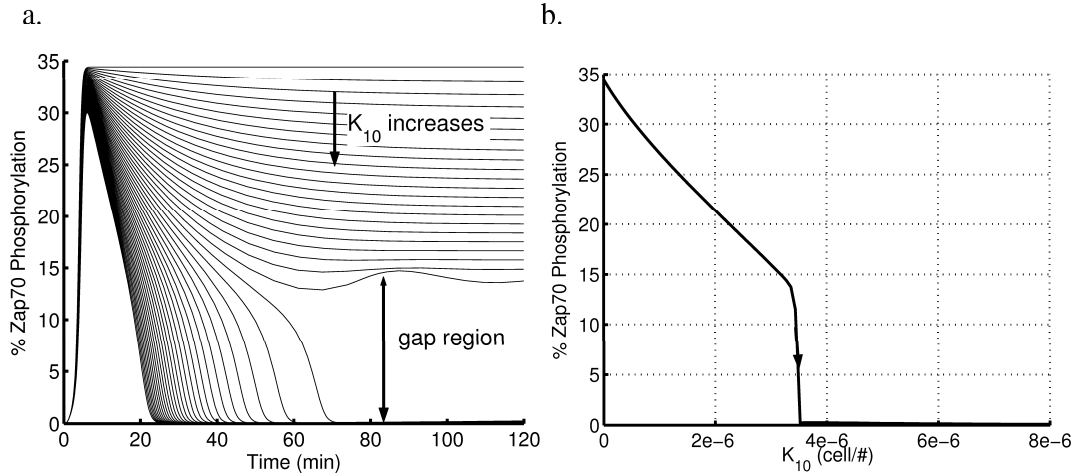 a.
% Zap70 Phosphorylation
35
30
25
20
15
10
5
0
K10 increases
gap region
0 20 40 60 80 100 120
Time (min)
b.
% Zap70 Phosphorylation
35
30
25
20
15
10
5
0
0 2e-6 4e-6 6e-6 8e-6
K10 (cell/#)